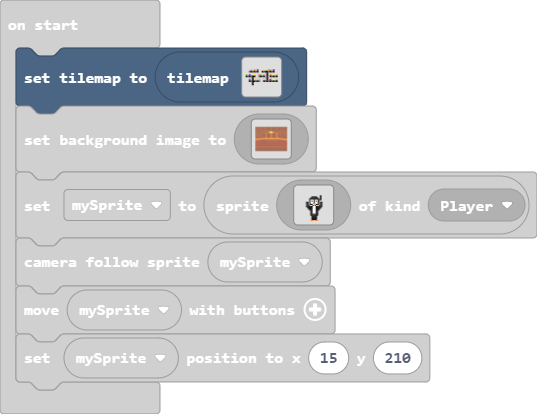 on start
set tilemap to tilemap
set background image to
set mySprite to sprite of kind Player
camera follow sprite mySprite
move mySprite with buttons
set mySprite position to x 15 y 210